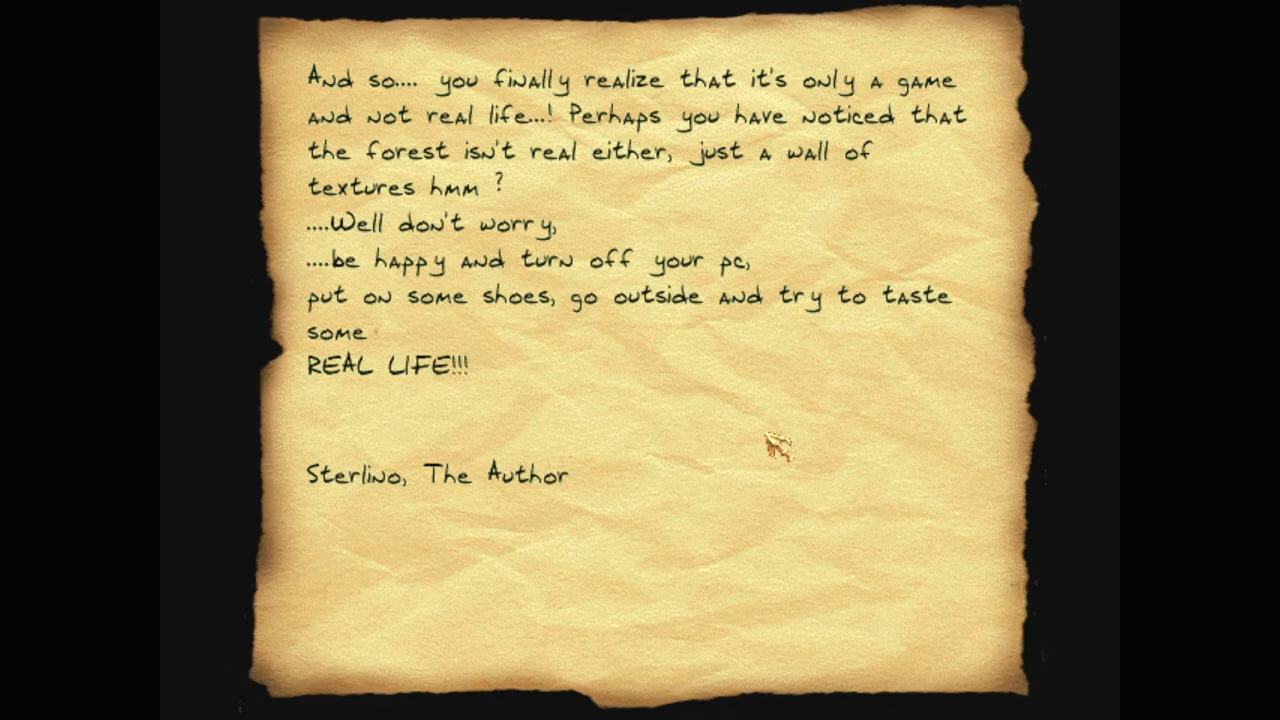 And so.... you finally realize that it's only a game
and not real life...! Perhaps you have noticed that
the forest isn't real either, just a wall of
textures hmm ?
....Well don't worry,
....be happy and turn off your pc,
put on some shoes, go outside and try to taste
some
REAL LIFE!!!
Sterlino, The Author